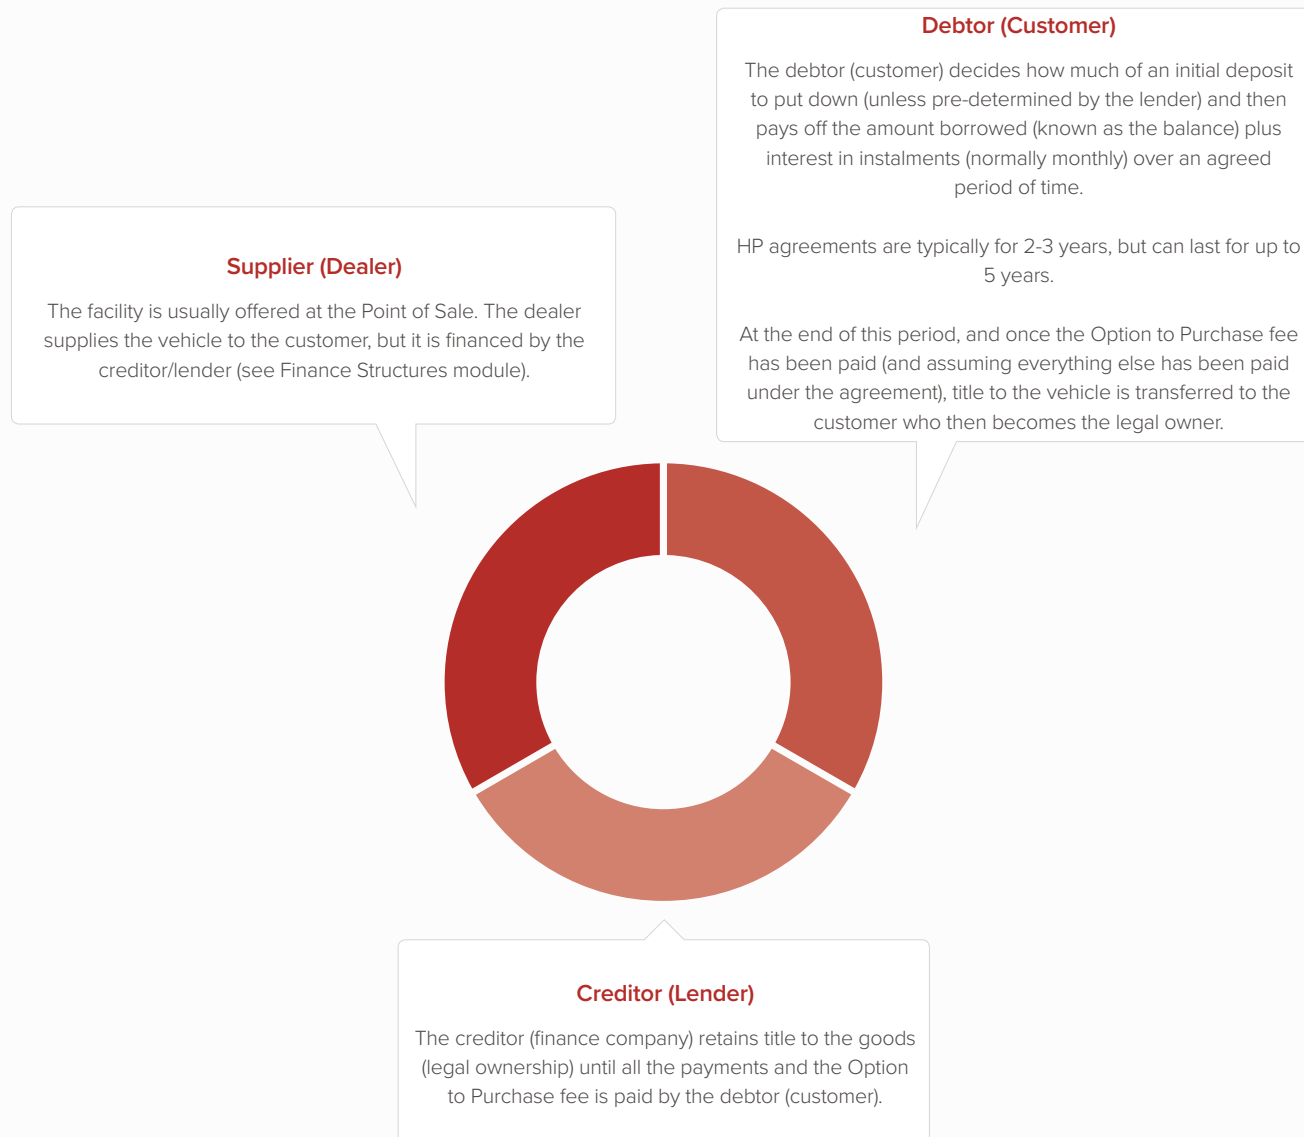 Debtor (Customer)
The debtor (customer) decides how much of an initial deposit
to put down (unless pre-determined by the lender) and then
pays off the amount borrowed (known as the balance) plus
interest in instalments (normally monthly) over an agreed
period of time.
HP agreements are typically for 2-3 years, but can last for up to
5 years.
At the end of this period, and once the Option to Purchase fee
has been paid (and assuming everything else has been paid
under the agreement), title to the vehicle is transferred to the
customer who then becomes the legal owner.
Supplier (Dealer)
The facility is usually offered at the Point of Sale. The dealer
supplies the vehicle to the customer, but it is financed by the
creditor/lender (see Finance Structures module).
Creditor (Lender)
The creditor (finance company) retains title to the goods
(legal ownership) until all the payments and the Option
to Purchase fee is paid by the debtor (customer).